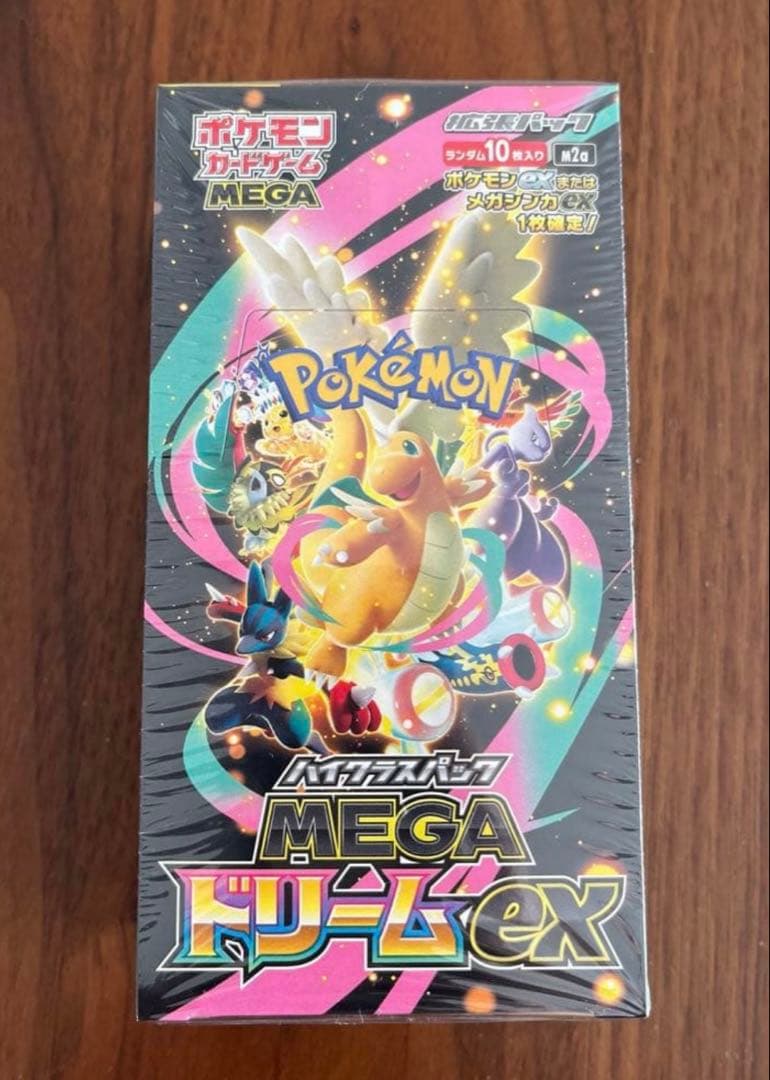 ポケモン
カードゲーム
MEGA
拡張パック
ランダム10枚入り
M2a
ポケモンexまたは
メガシンカex
1枚確定!
POKéMON
TM
ハイクラスパック
MEGA
ドリームex